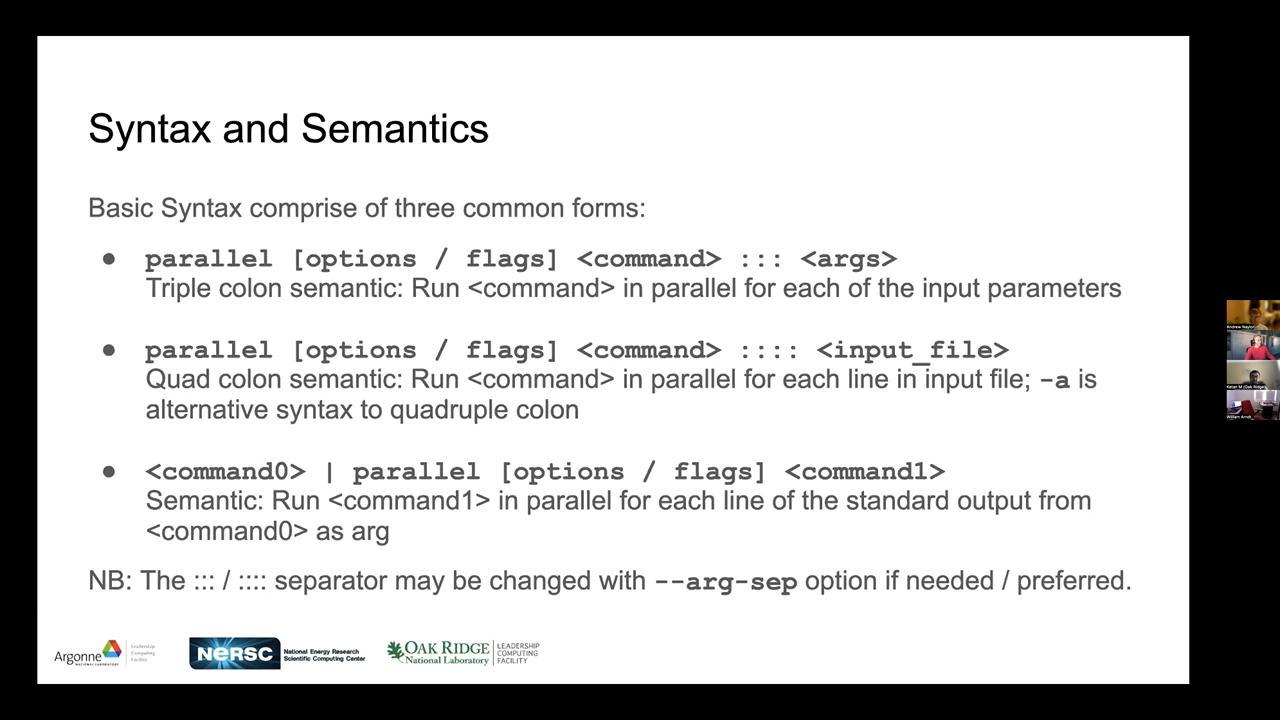 Syntax and Semantics
Basic Syntax comprise of three common forms:
● parallel [options / flags] <command> ::: <args>
Triple colon semantic: Run <command> in parallel for each of the input parameters
● parallel [options / flags] <command> :::: <input_file>
Quad colon semantic: Run <command> in parallel for each line in input file; -a is
alternative syntax to quadruple colon
● <command0> | parallel [options / flags] <command1>
Semantic: Run <command1> in parallel for each line of the standard output from
<command0> as arg
NB: The ::: / :::: separator may be changed with --arg-sep option if needed / preferred.
Argonne
NATIONAL LABORATORY
Leadership
Computing
Facility
NERSC
National Energy Research
Scientific Computing Center
OAK RIDGE
National Laboratory
LEADERSHIP
COMPUTING
FACILITY
Andrew Naylor
Ketan M (Oak Ridge)
William Arndt